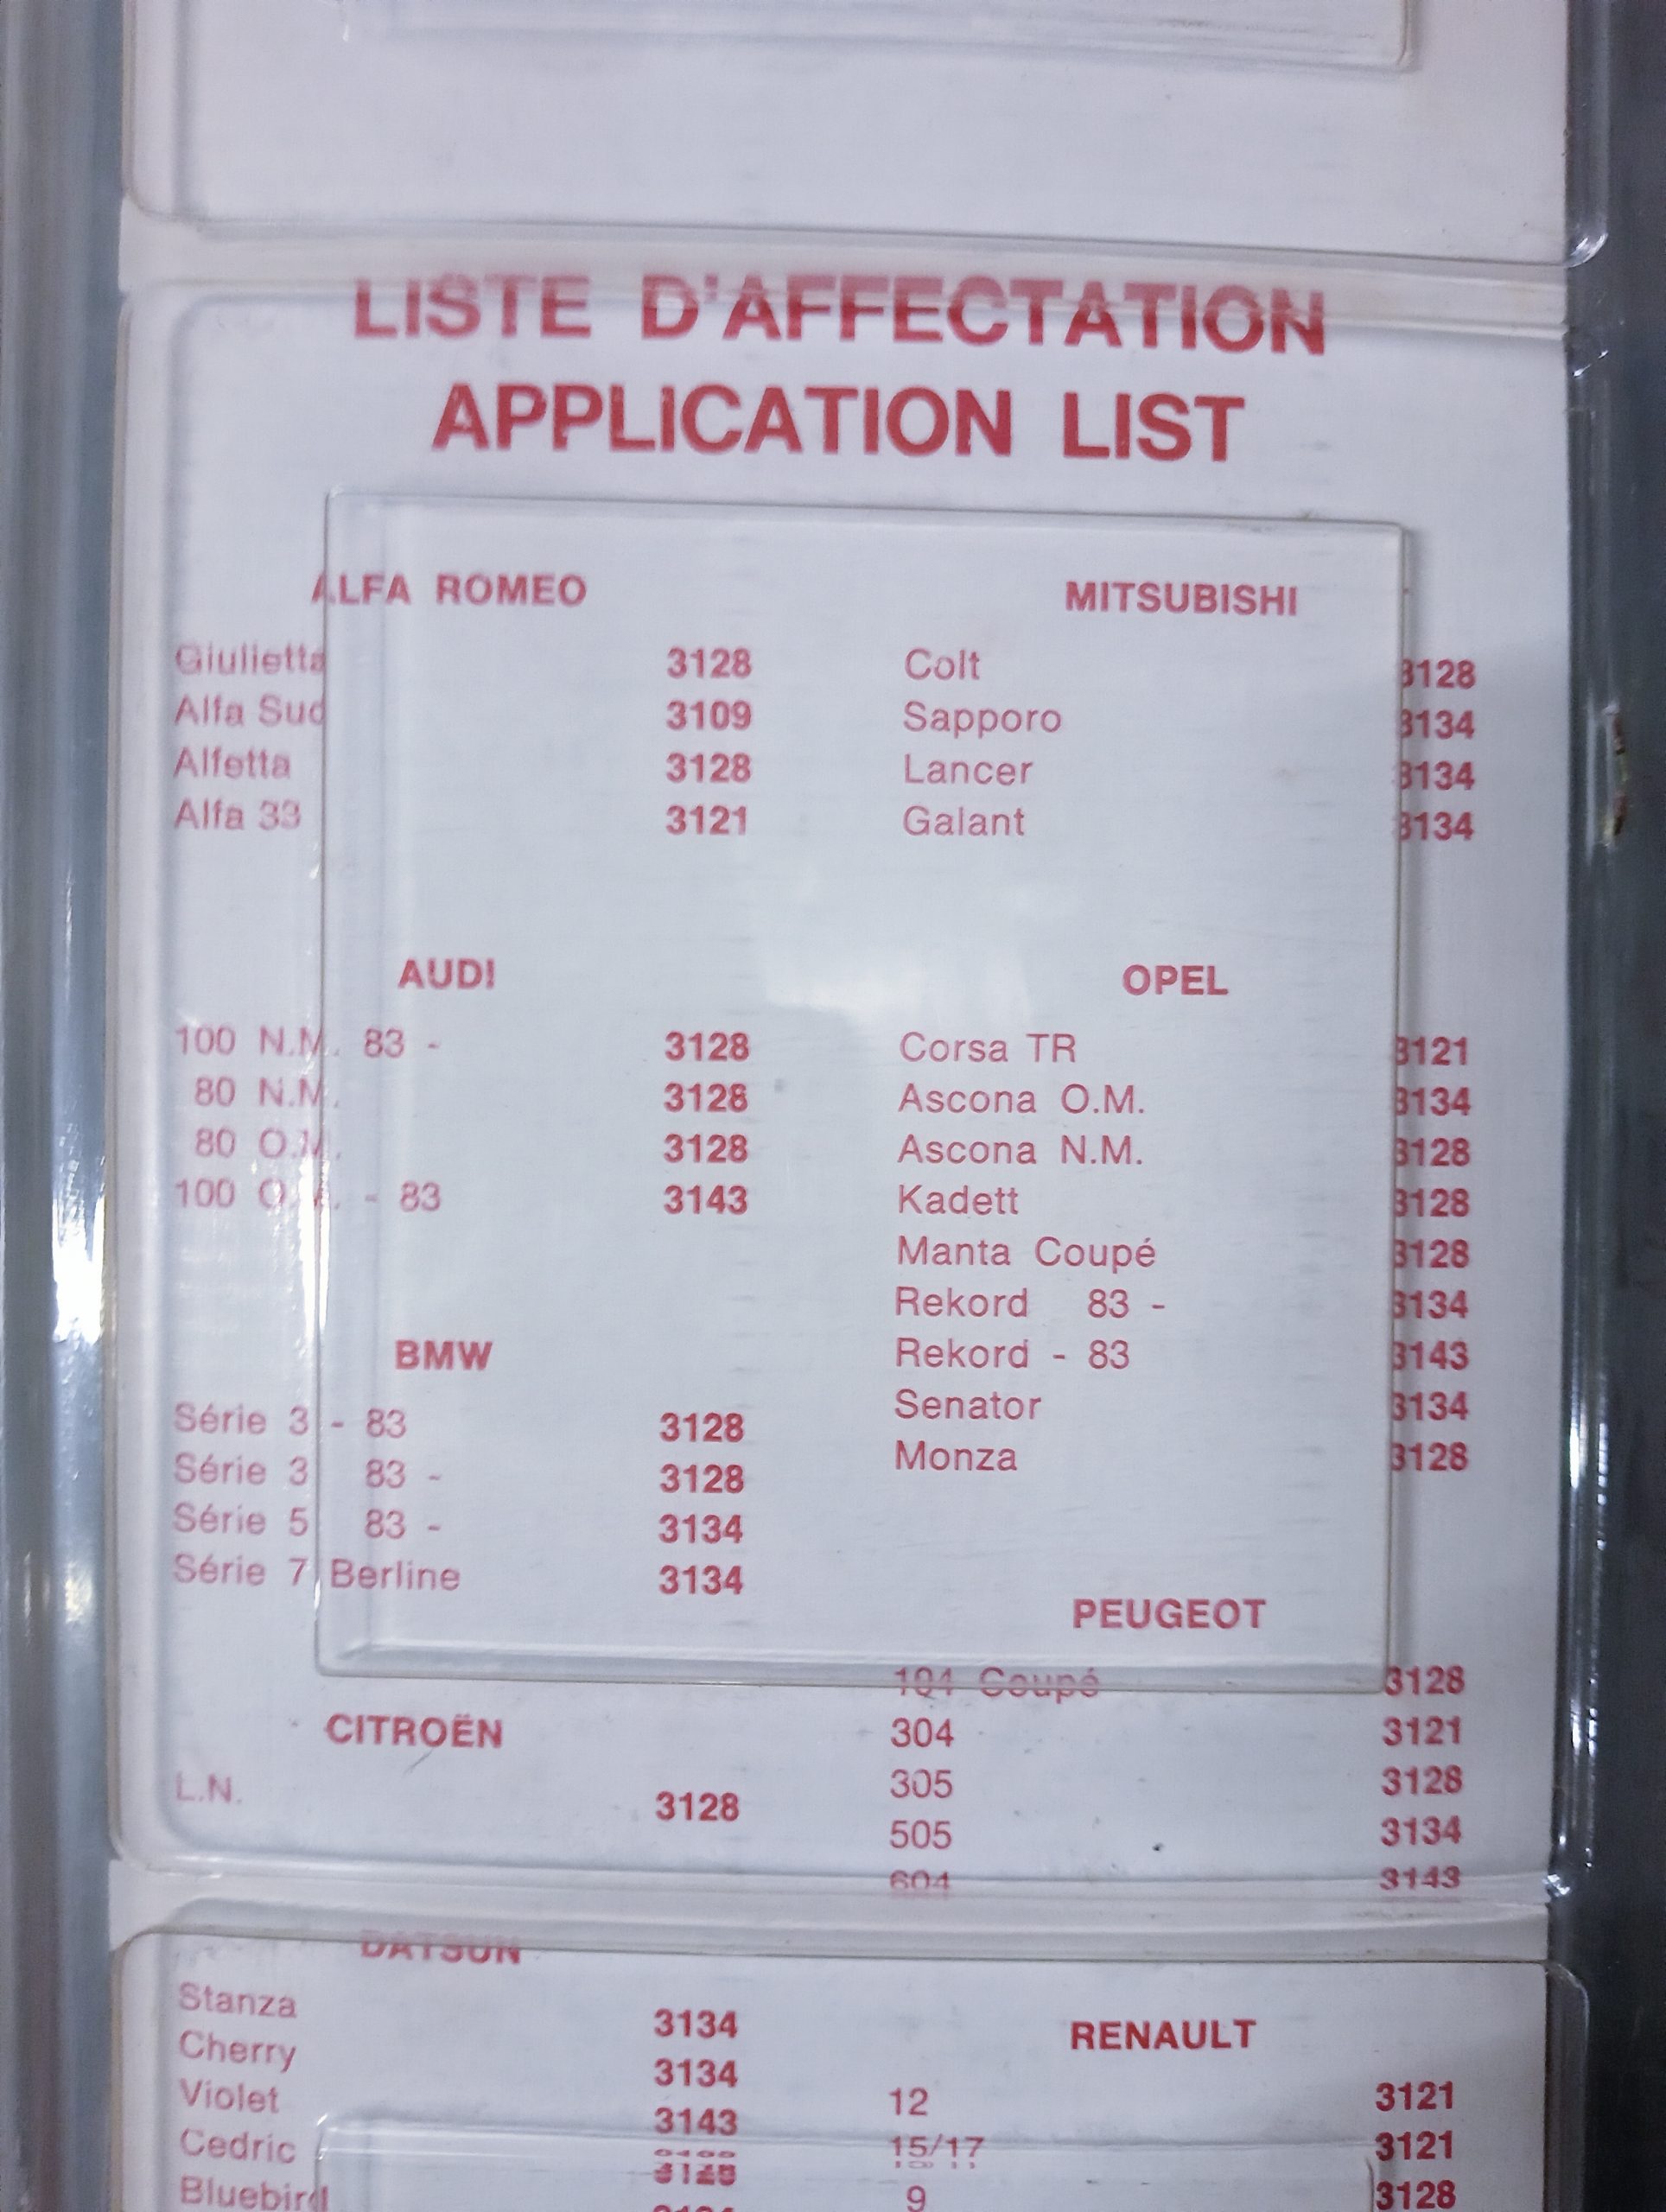 LISTE D'AFFECTATION
APPLICATION LIST
ALFA ROMEO
Giulietta 3128
Alfa Sud 3109
Alfetta 3128
Alfa 33 3121
AUDI
100 N.M. 83 - 3128
80 N.M. 3128
80 O.M. 3128
100 O.M. - 83 3143
BMW
Série 3 - 83 3128
Série 3 83 - 3128
Série 5 83 - 3134
Série 7 Berline 3134
CITROËN
L.N. 3128
DATSUN
Stanza 3134
Cherry 3134
Violet 3143
Cedric
Bluebird
MITSUBISHI
Colt 3128
Sapporo 3134
Lancer 3134
Galant 3134
OPEL
Corsa TR 3121
Ascona O.M. 3134
Ascona N.M. 3128
Kadett 3128
Manta Coupé 3128
Rekord 83 - 3134
Rekord - 83 3143
Senator 3134
Monza 3128
PEUGEOT
104 Coupé 3128
304 3121
305 3128
505 3134
604 3143
RENAULT
12 3121
15/17 3121
9 3128